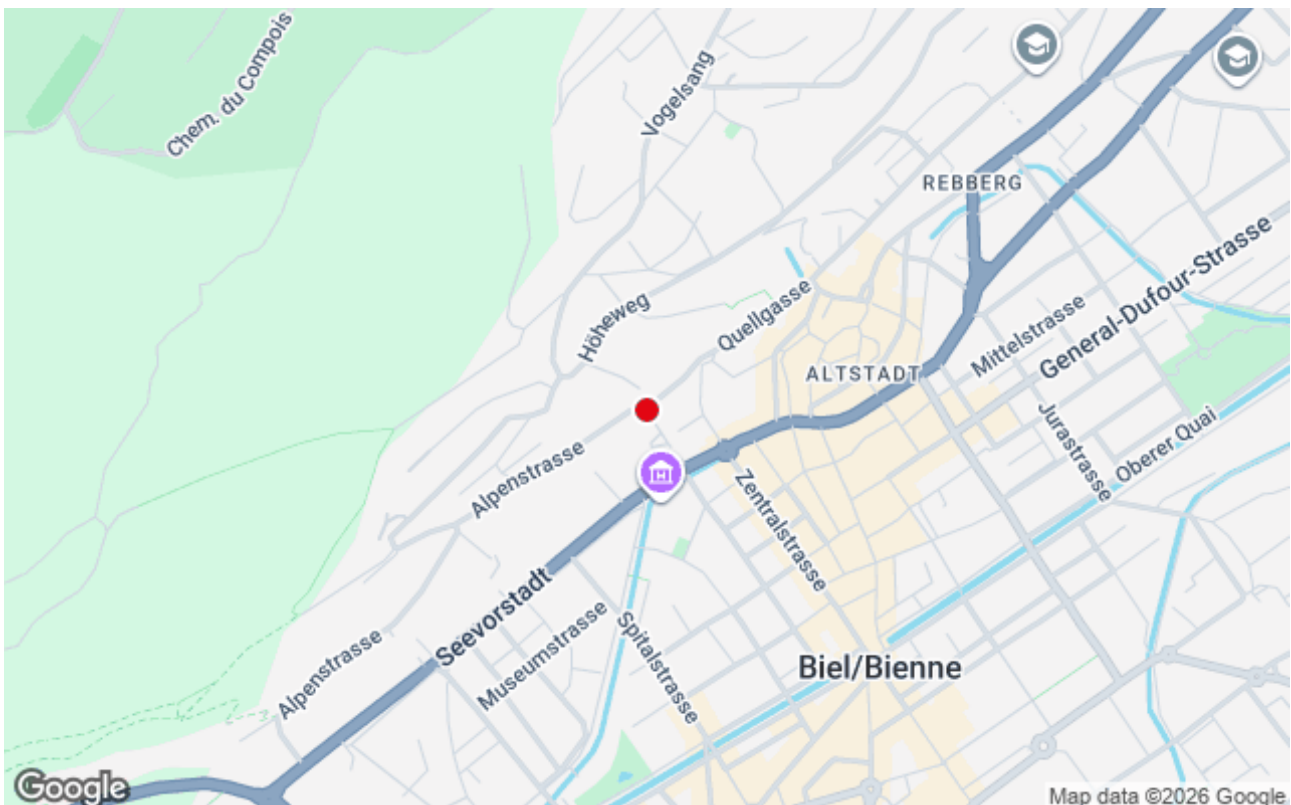 Chem. du Compois
Vogelsang
REBBERG
General-Dufour-Strasse
Höheweg
Quellgasse
Mittelstrasse
ALTSTADT
Jurastrasse
Oberer Quai
Alpenstrasse
Zentralstrasse
Seevorstadt
Museumstrasse
Spitalstrasse
Alpenstrasse
Biel/Bienne
Google
Map data ©2026 Google